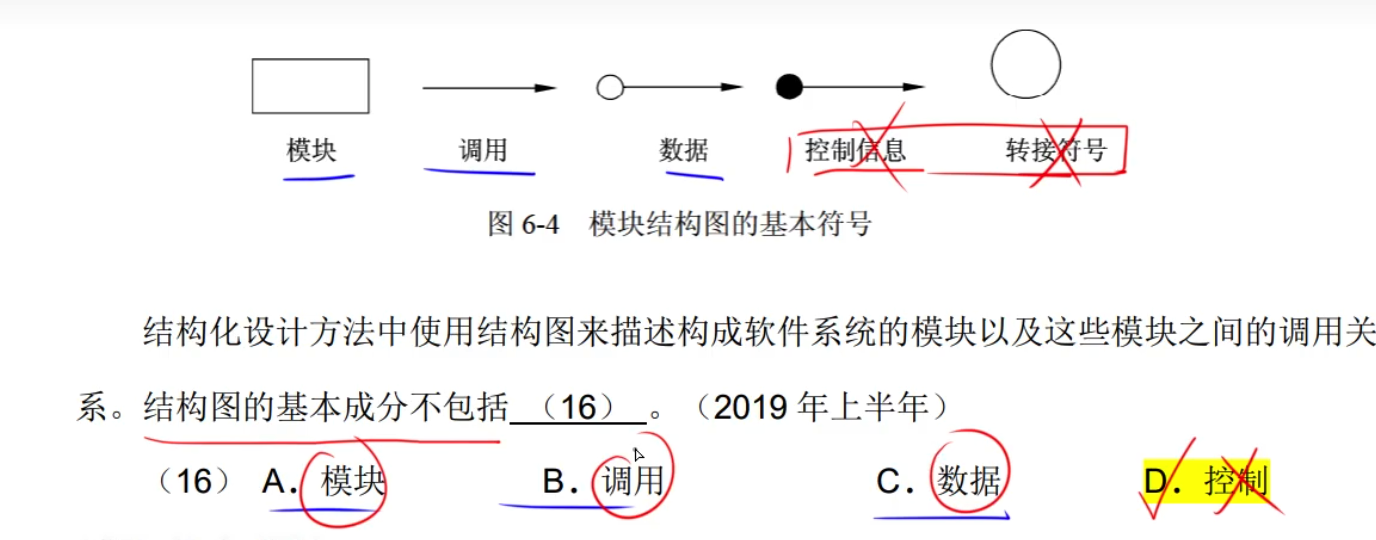 模块 调用 数据 控制信息 转接符号
图 6-4 模块结构图的基本符号
结构化设计方法中使用结构图来描述构成软件系统的模块以及这些模块之间的调用关
系。结构图的基本成分不包括 （16） 。（2019 年上半年）
（16） A．模块 B．调用 C．数据 D．控制